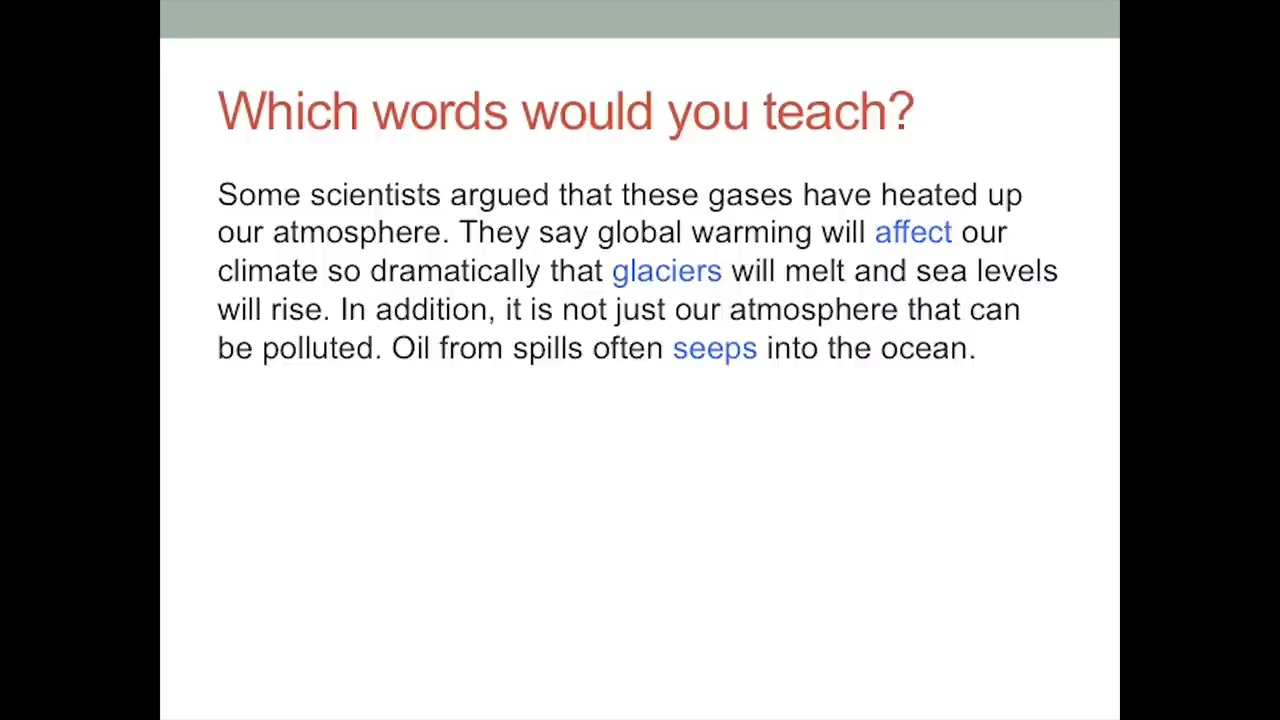 Which words would you teach?
Some scientists argued that these gases have heated up
our atmosphere. They say global warming will affect our
climate so dramatically that glaciers will melt and sea levels
will rise. In addition, it is not just our atmosphere that can
be polluted. Oil from spills often seeps into the ocean.